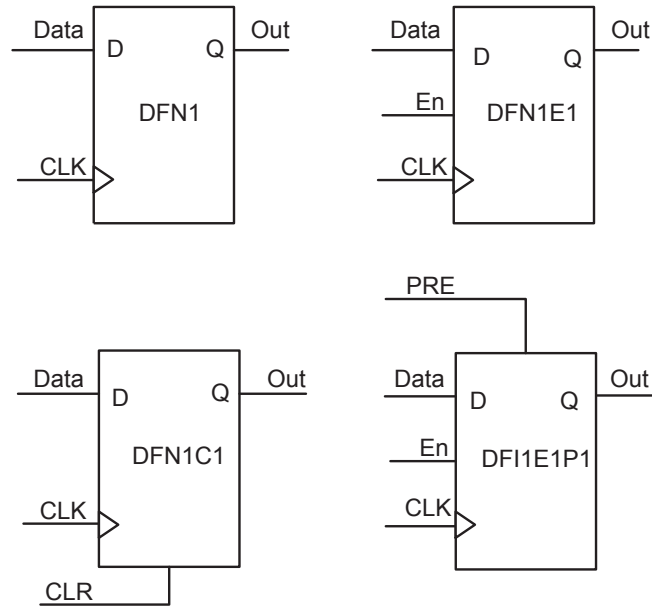 Data
Out
D
Q
DFN1
CLK
Data
Out
D
Q
En
DFN1E1
CLK
Data
Out
D
Q
DFN1C1
CLK
CLR
PRE
Data
Out
D
Q
En
DFI1E1P1
CLK